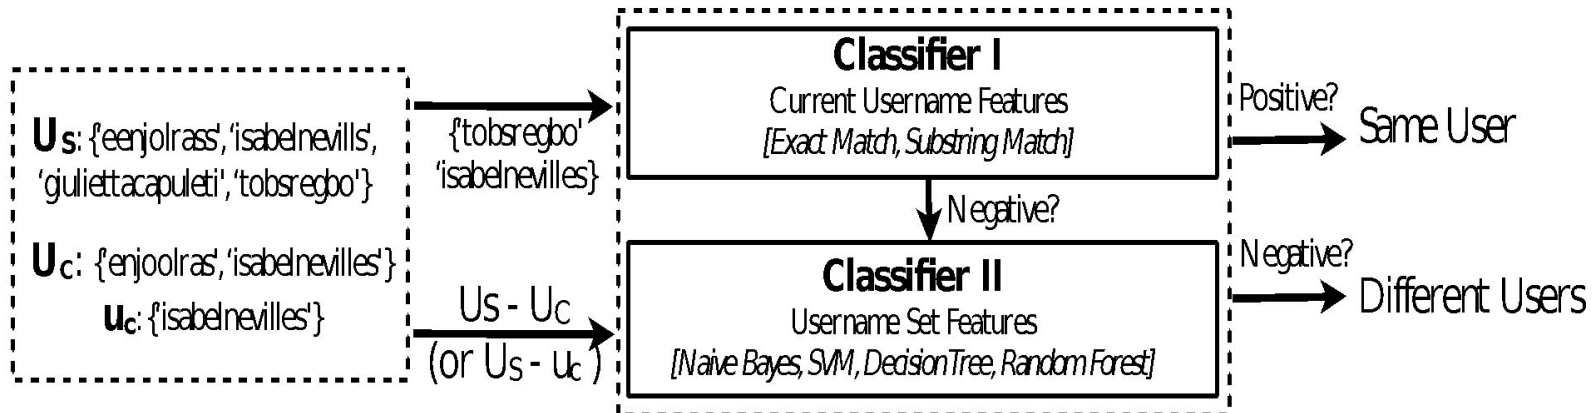 Us: {'eenjolrass','isabelnevills',
'giuliettacapuleti','tobsregbo'}
Uc: {'enjoolras','isabelnevilles'}
uc: {'isabelnevilles'}
{'tobsregbo'
'isabelnevilles}
Us - Uc
(or Us - uc )
Classifier I
Current Username Features
[Exact Match, Substring Match]
Negative?
Classifier II
Username Set Features
[Naive Bayes, SVM, Decision Tree, Random Forest]
Positive?
Same User
Negative?
Different Users